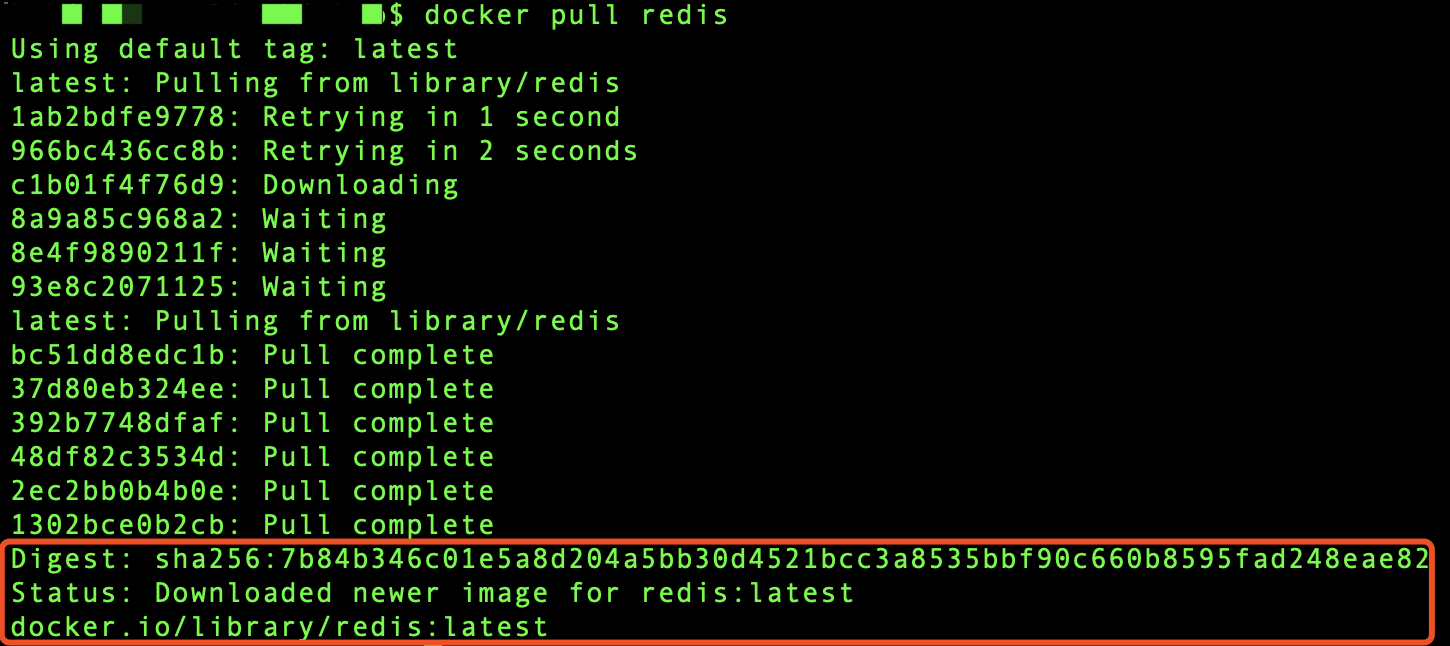 $ docker pull redis
Using default tag: latest
latest: Pulling from library/redis
1ab2bdfe9778: Retrying in 1 second
966bc436cc8b: Retrying in 2 seconds
c1b01f4f76d9: Downloading
8a9a85c968a2: Waiting
8e4f9890211f: Waiting
93e8c2071125: Waiting
latest: Pulling from library/redis
bc51dd8edc1b: Pull complete
37d80eb324ee: Pull complete
392b7748dfaf: Pull complete
48df82c3534d: Pull complete
2ec2bb0b4b0e: Pull complete
1302bce0b2cb: Pull complete
Digest: sha256:7b84b346c01e5a8d204a5bb30d4521bcc3a8535bbf90c660b8595fad248eae82
Status: Downloaded newer image for redis:latest
docker.io/library/redis:latest